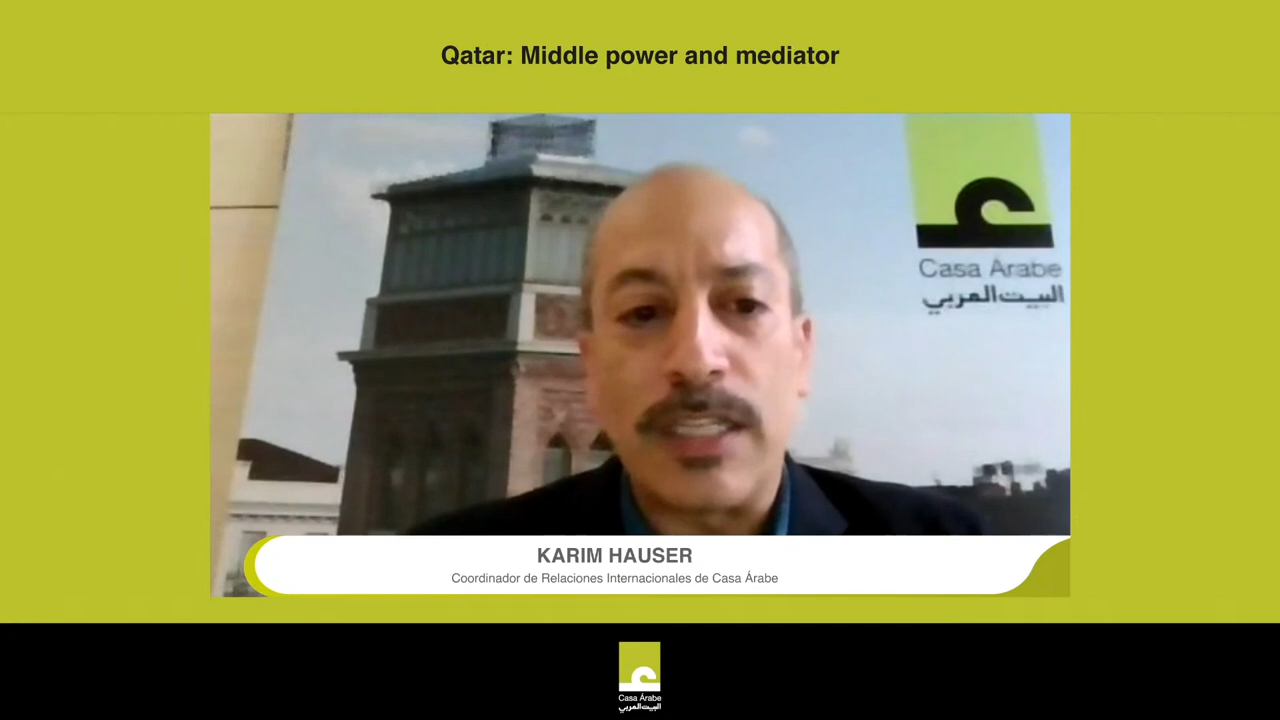 Qatar: Middle power and mediator
Casa Árabe
البيت العربي
KARIM HAUSER
Coordinador de Relaciones Internacionales de Casa Árabe
Casa Árabe
البيت العربي